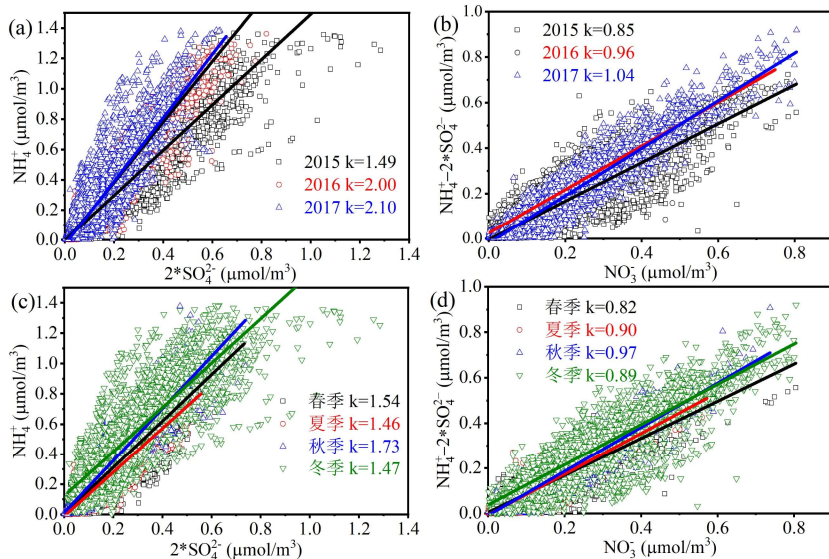 (a)
1.4
1.2
1.0
0.8
0.6
0.4
0.2
0.0
NH₄⁺ (μmol/m³)
2015 k=1.49
2016 k=2.00
2017 k=2.10
0.0 0.2 0.4 0.6 0.8 1.0 1.2 1.4
2*SO₄²⁻ (μmol/m³)
(b)
1.0
0.8
0.6
0.4
0.2
0.0
NH₄⁺−2*SO₄²⁻ (μmol/m³)
2015 k=0.85
2016 k=0.96
2017 k=1.04
0.0 0.2 0.4 0.6 0.8
NO₃⁻ (μmol/m³)
(c)
1.4
1.2
1.0
0.8
0.6
0.4
0.2
0.0
NH₄⁺ (μmol/m³)
春季 k=1.54
夏季 k=1.46
秋季 k=1.73
冬季 k=1.47
0.0 0.2 0.4 0.6 0.8 1.0 1.2 1.4
2*SO₄²⁻ (μmol/m³)
(d)
1.0
0.8
0.6
0.4
0.2
0.0
NH₄⁺−2*SO₄²⁻ (μmol/m³)
春季 k=0.82
夏季 k=0.90
秋季 k=0.97
冬季 k=0.89
0.0 0.2 0.4 0.6 0.8
NO₃⁻ (μmol/m³)